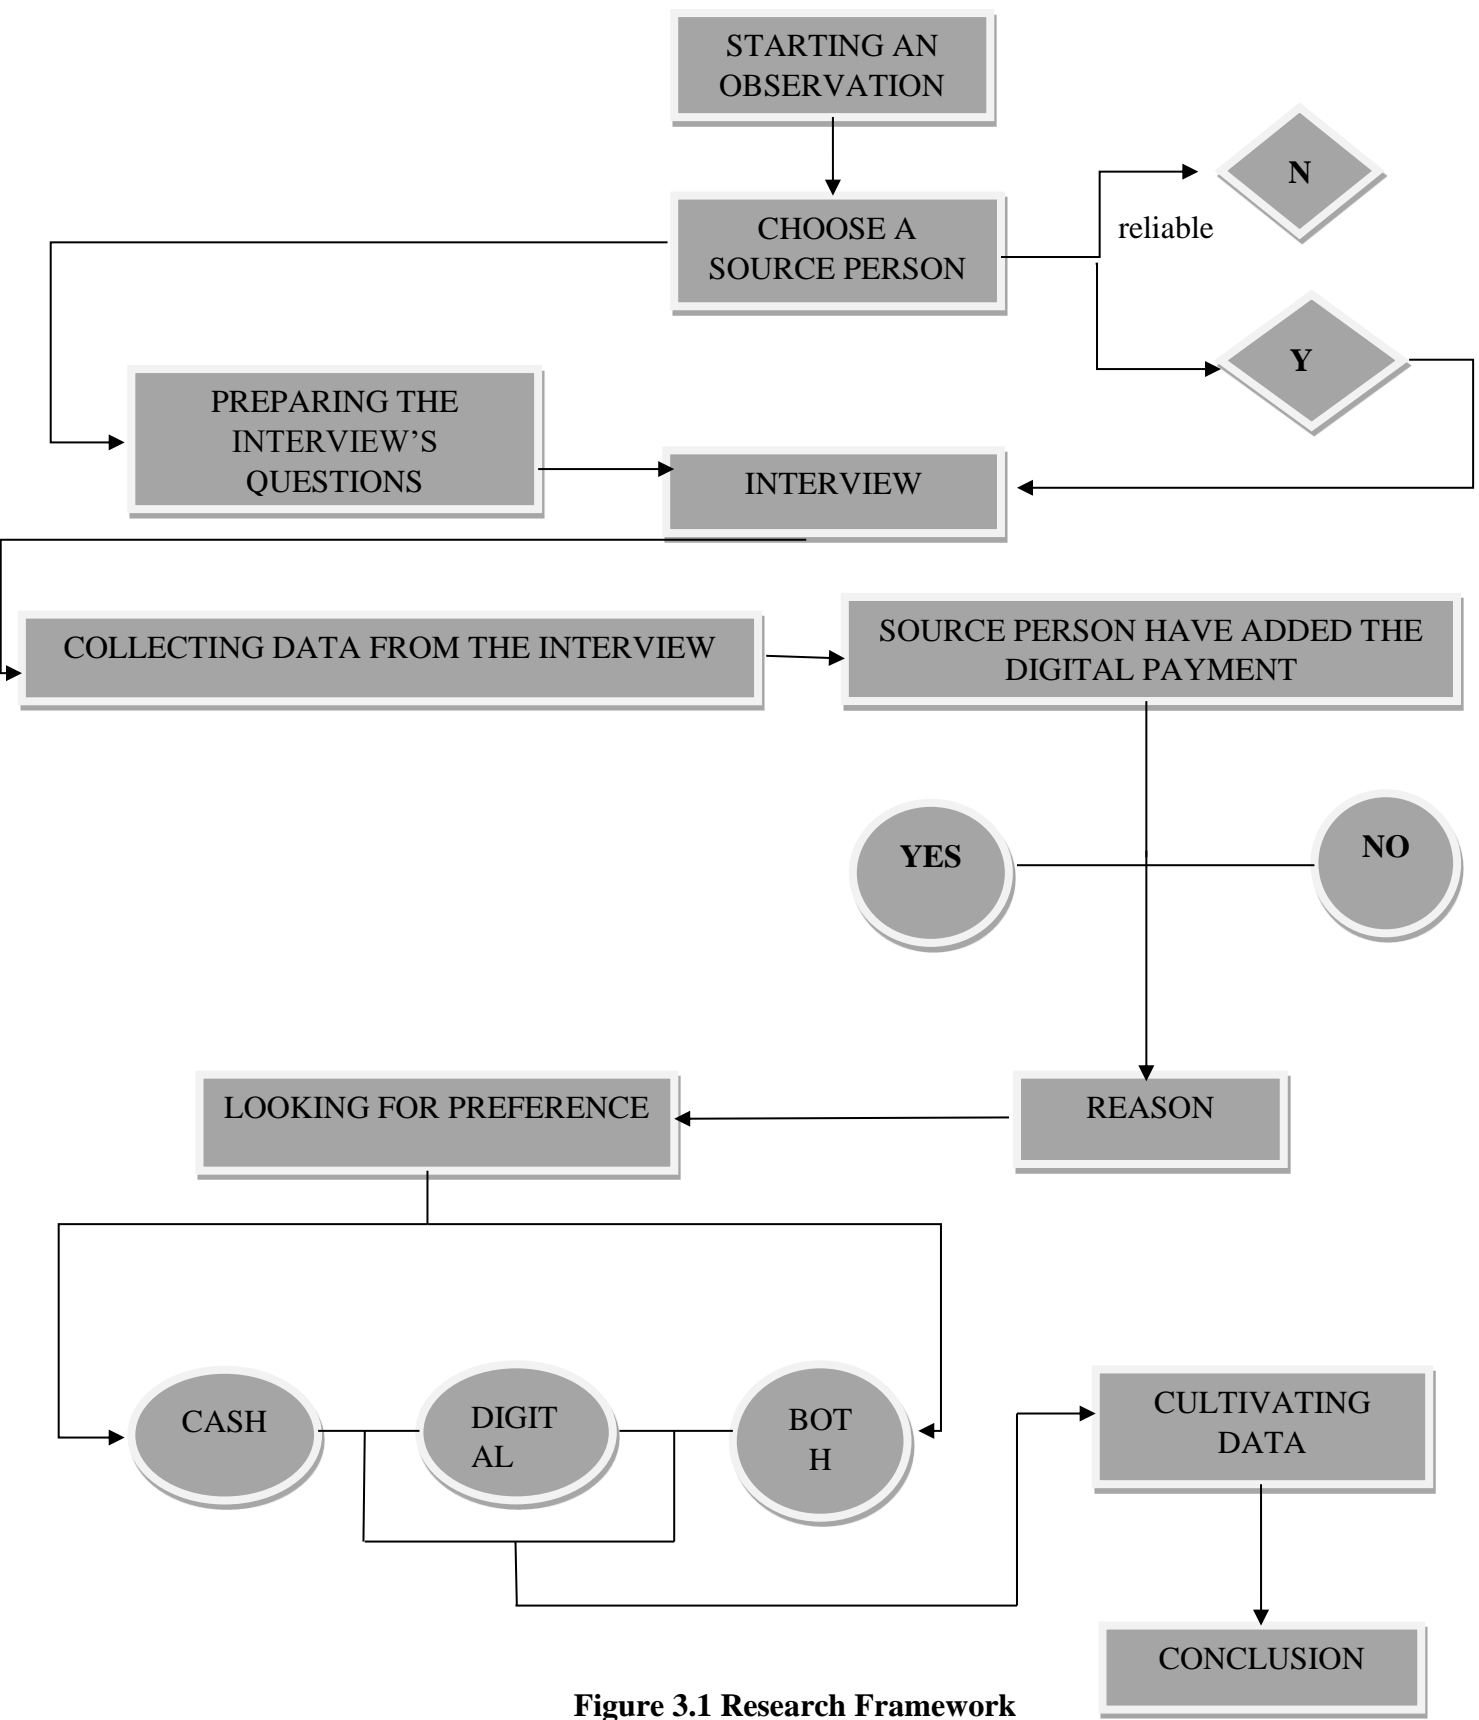 STARTING AN
OBSERVATION
N
CHOOSE A
SOURCE PERSON
reliable
Y
PREPARING THE
INTERVIEW’S
QUESTIONS
INTERVIEW
COLLECTING DATA FROM THE INTERVIEW
SOURCE PERSON HAVE ADDED THE
DIGITAL PAYMENT
YES
NO
LOOKING FOR PREFERENCE
REASON
CASH
DIGIT
AL
BOT
H
CULTIVATING
DATA
CONCLUSION
Figure 3.1 Research Framework